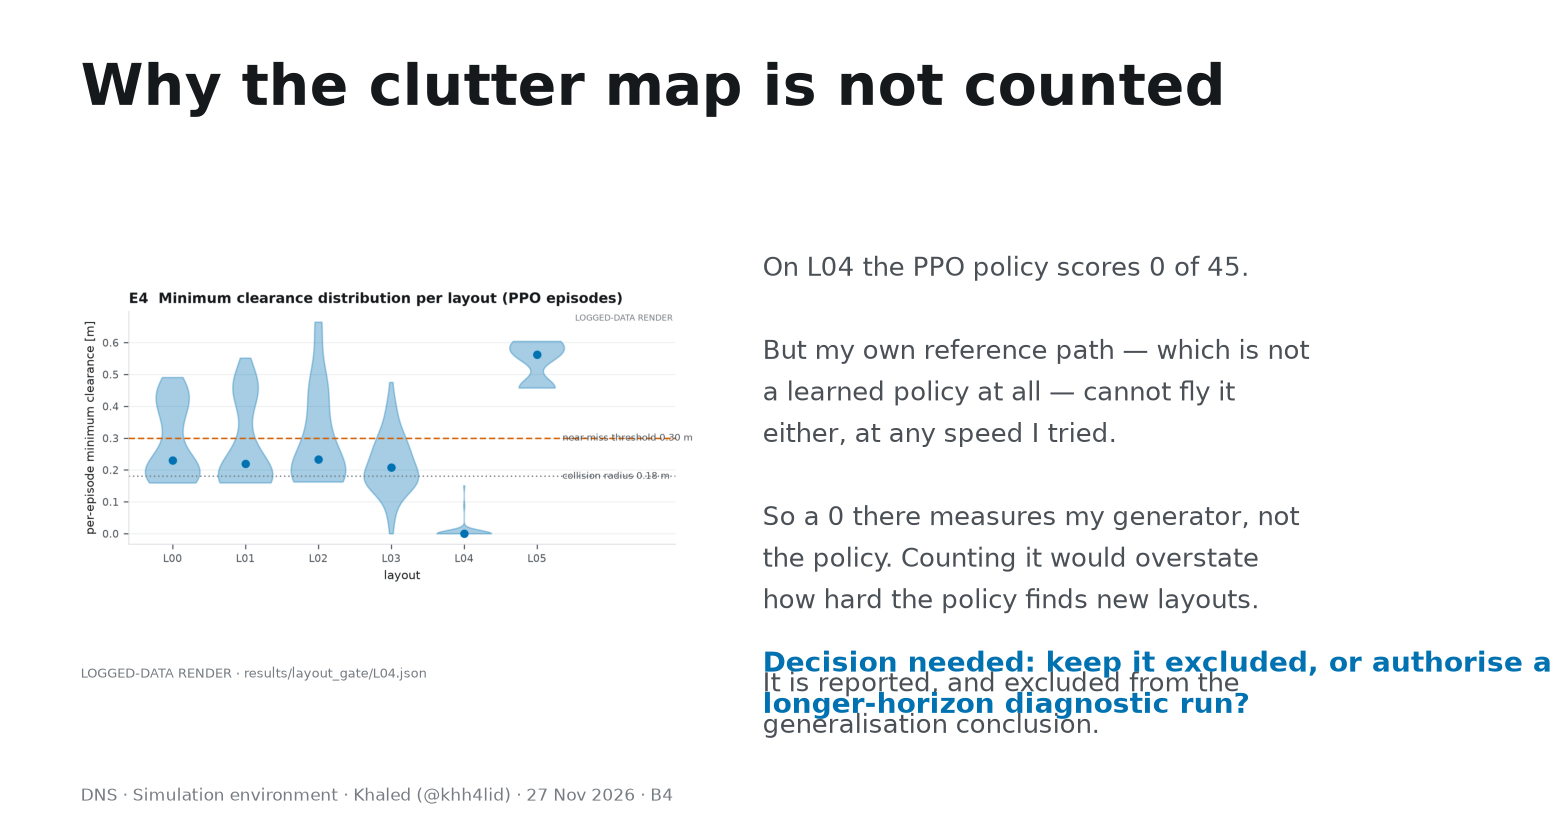 Why the clutter map is not counted
E4  Minimum clearance distribution per layout (PPO episodes)
LOGGED-DATA RENDER
per-episode minimum clearance [m]
0.6
0.5
0.4
0.3
0.2
0.1
0.0
near-miss threshold 0.30 m
collision radius 0.18 m
L00 L01 L02 L03 L04 L05
layout
LOGGED-DATA RENDER · results/layout_gate/L04.json
On L04 the PPO policy scores 0 of 45.
But my own reference path — which is not
a learned policy at all — cannot fly it
either, at any speed I tried.
So a 0 there measures my generator, not
the policy. Counting it would overstate
how hard the policy finds new layouts.
Decision needed: keep it excluded, or authorise a
It is reported, and excluded from the
longer-horizon diagnostic run?
generalisation conclusion.
DNS · Simulation environment · Khaled (@khh4lid) · 27 Nov 2026 · B4